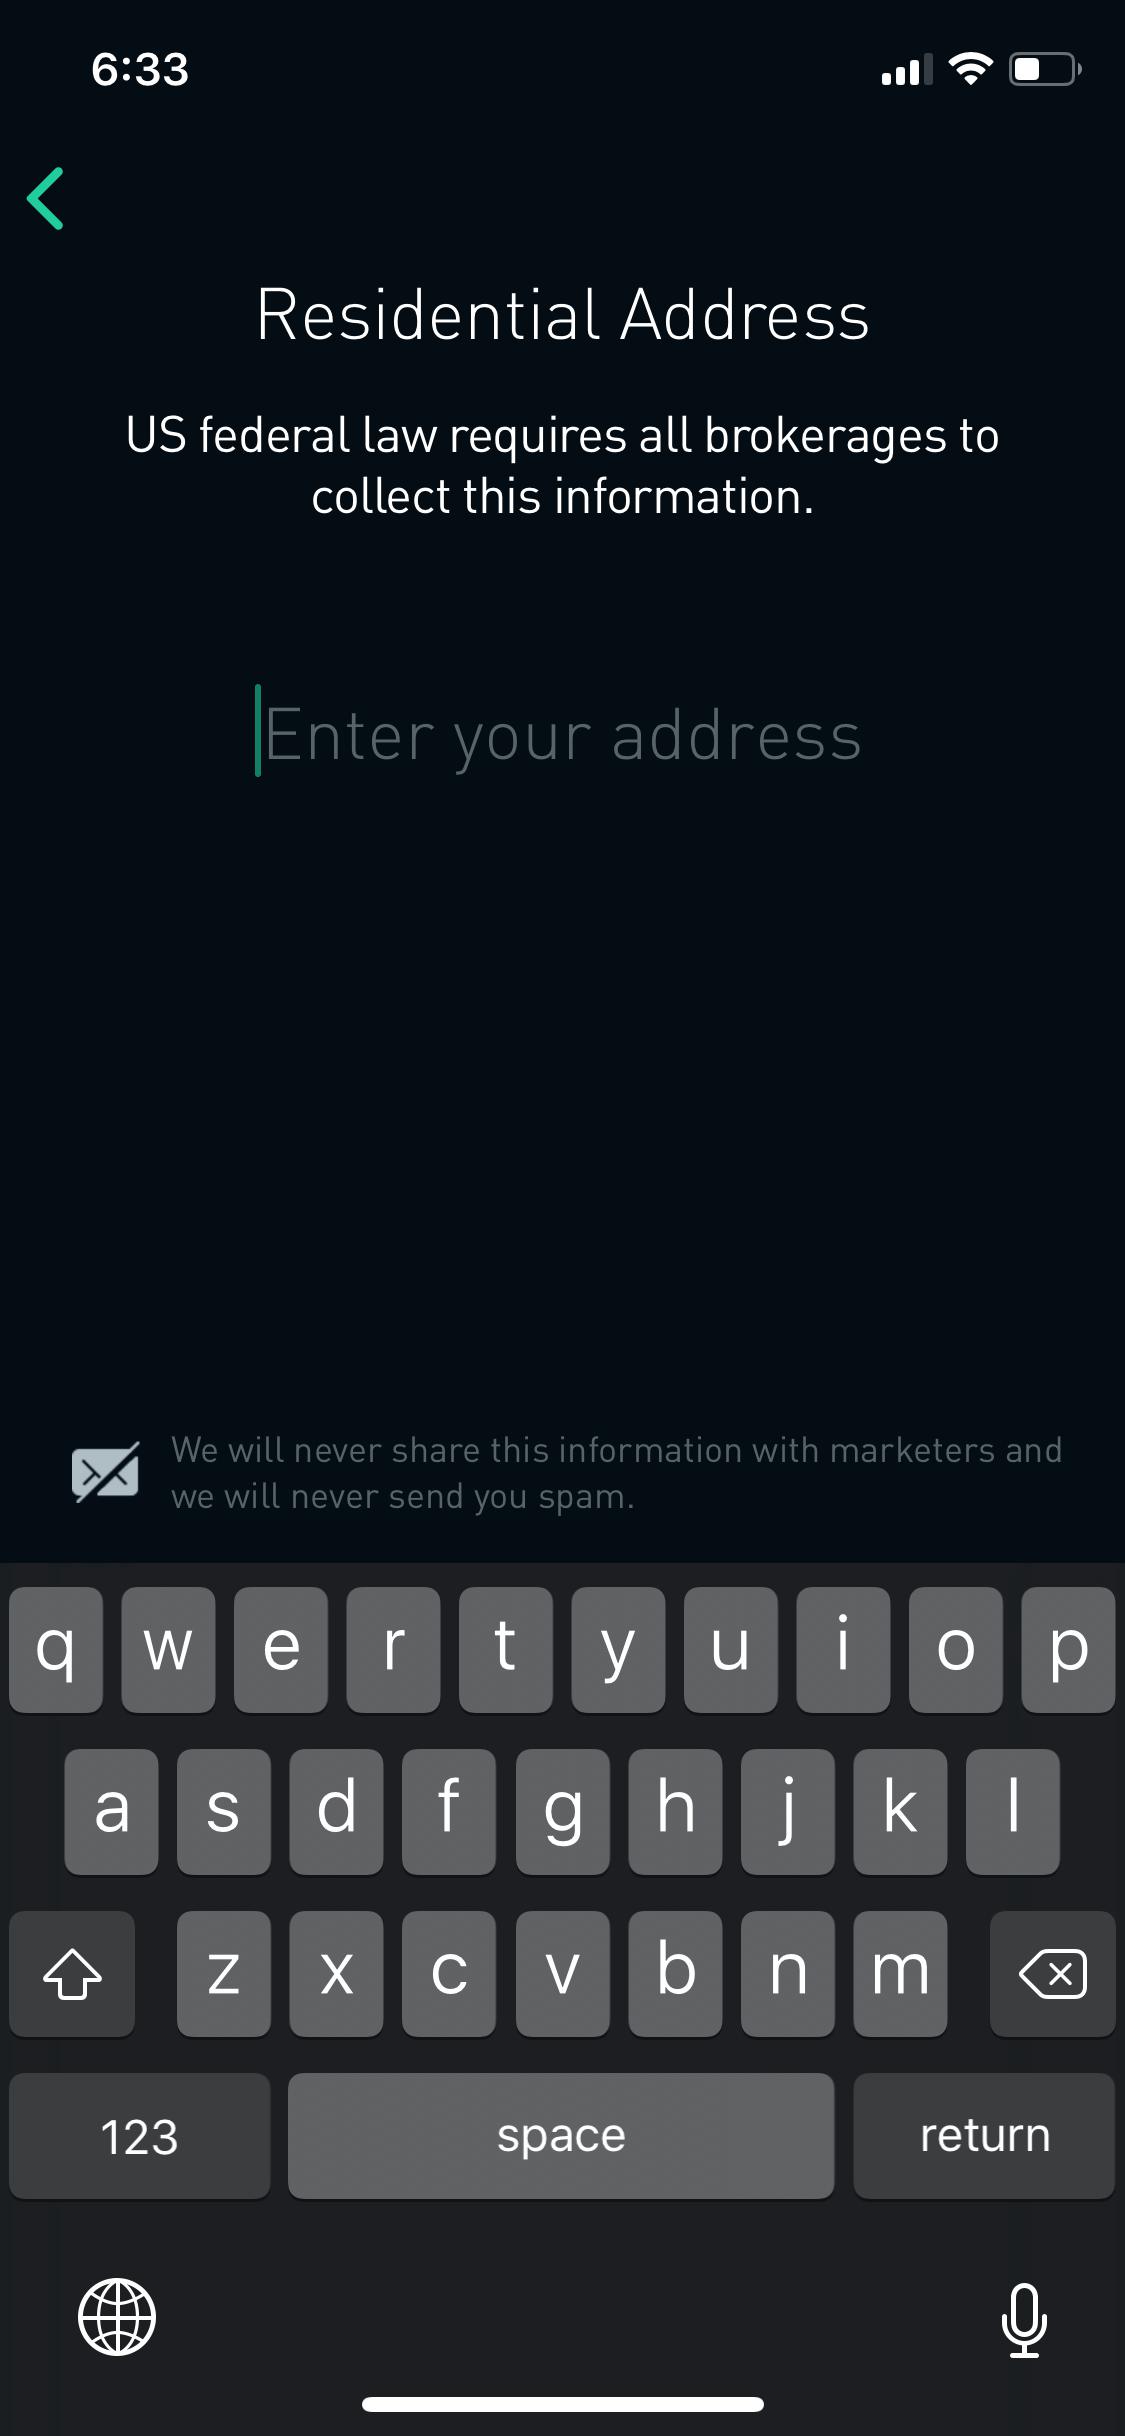 6:33
Residential Address
US federal law requires all brokerages to
collect this information.
Enter your address
We will never share this information with marketers and
we will never send you spam.
q w e r t y u i o p
a s d f g h j k l
z x c v b n m
123 space return